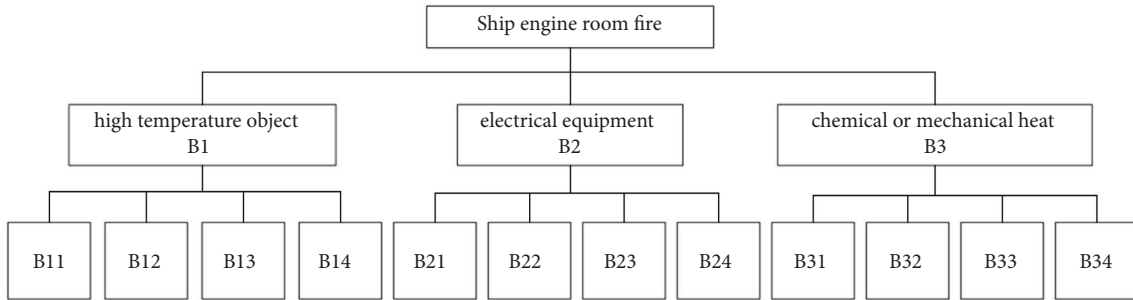 Ship engine room fire
high temperature object
B1
electrical equipment
B2
chemical or mechanical heat
B3
B11
B12
B13
B14
B21
B22
B23
B24
B31
B32
B33
B34